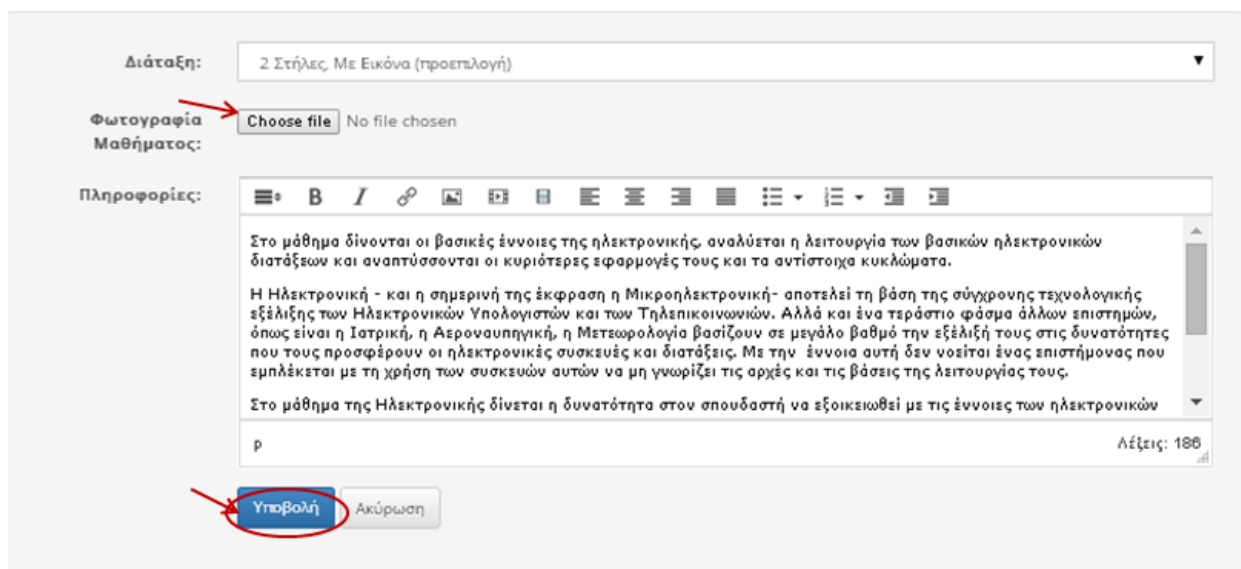 Διάταξη:
2 Στήλες, Με Εικόνα (προεπιλογή)
Φωτογραφία
Μαθήματος:
Choose file No file chosen
Πληροφορίες:
B I
Στο μάθημα δίνονται οι βασικές έννοιες της ηλεκτρονικής, αναλύεται η λειτουργία των βασικών ηλεκτρονικών
διατάξεων και αναπτύσσονται οι κυριότερες εφαρμογές τους και τα αντίστοιχα κυκλώματα.
Η Ηλεκτρονική - και η σημερινή της έκφραση η Μικροηλεκτρονική- αποτελεί τη βάση της σύγχρονης τεχνολογικής
εξέλιξης των Ηλεκτρονικών Υπολογιστών και των Τηλεπικοινωνιών. Αλλά και ένα τεράστιο φάσμα άλλων επιστημών,
όπως είναι η Ιατρική, η Αεροναυπηγική, η Μετεωρολογία βασίζουν σε μεγάλο βαθμό την εξέλιξή τους στις δυνατότητες
που τους προσφέρουν οι ηλεκτρονικές συσκευές και διατάξεις. Με την έννοια αυτή δεν νοείται ένας επιστήμονας που
εμπλέκεται με τη χρήση των συσκευών αυτών να μη γνωρίζει τις αρχές και τις βάσεις της λειτουργίας τους.
Στο μάθημα της Ηλεκτρονικής δίνεται η δυνατότητα στον σπουδαστή να εξοικειωθεί με τις έννοιες των ηλεκτρονικών
p
Λέξεις: 186
Υποβολή
Ακύρωση